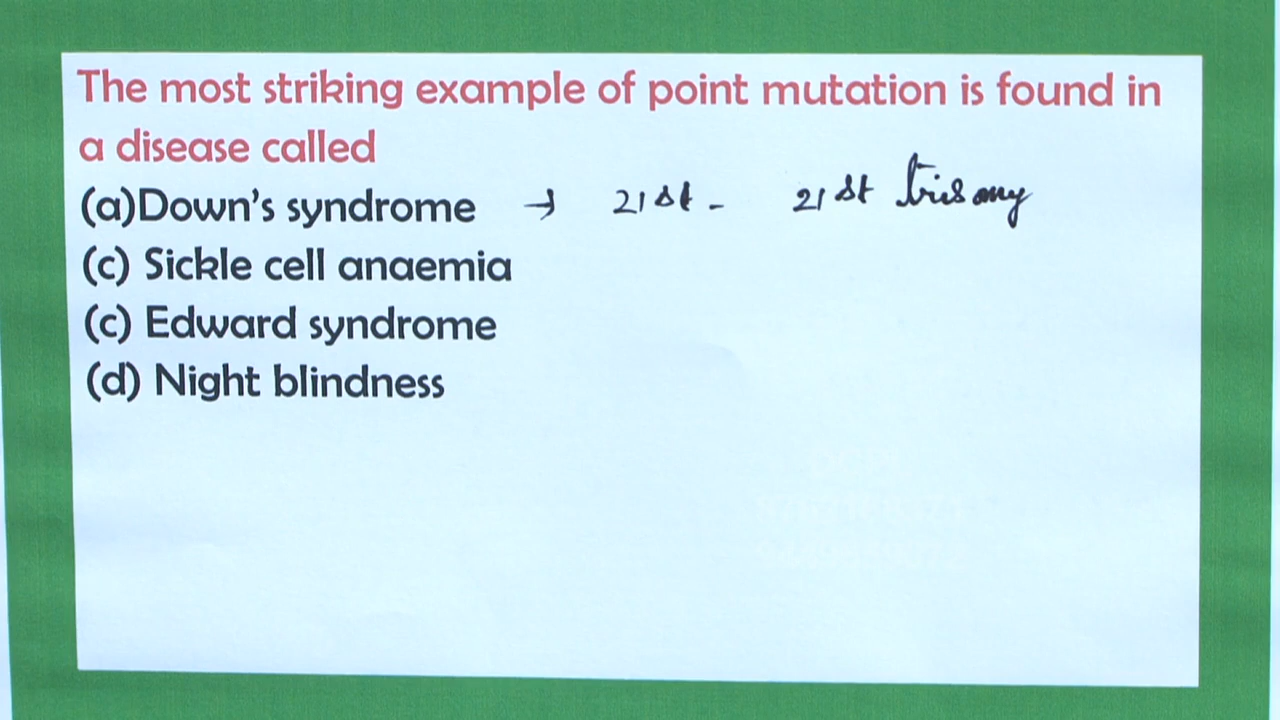 The most striking example of point mutation is found in
a disease called
(a)Down's syndrome → 21st - 21st trisomy
(c) Sickle cell anaemia
(c) Edward syndrome
(d) Night blindness